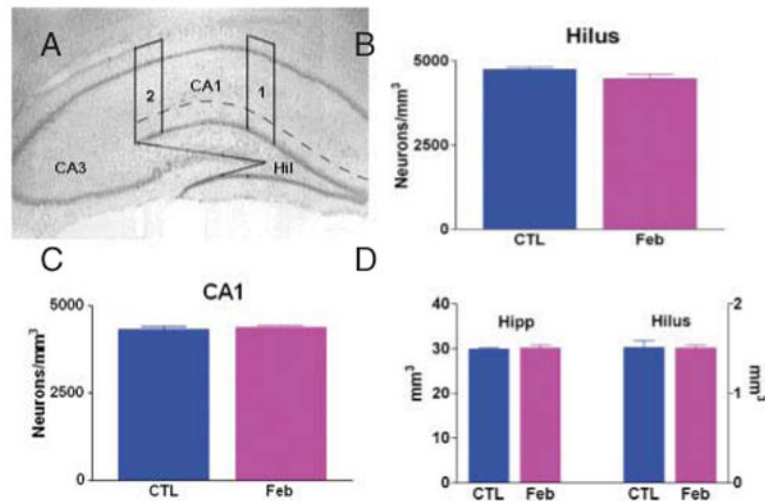 A
2
CA1
1
CA3
Hil
B
Hilus
Neurons/mm³
5000
2500
0
CTL
Feb
C
CA1
Neurons/mm³
5000
2500
0
CTL
Feb
D
Hipp
Hilus
mm³
40
30
20
10
0
2
1
0
mm³
CTL Feb CTL Feb